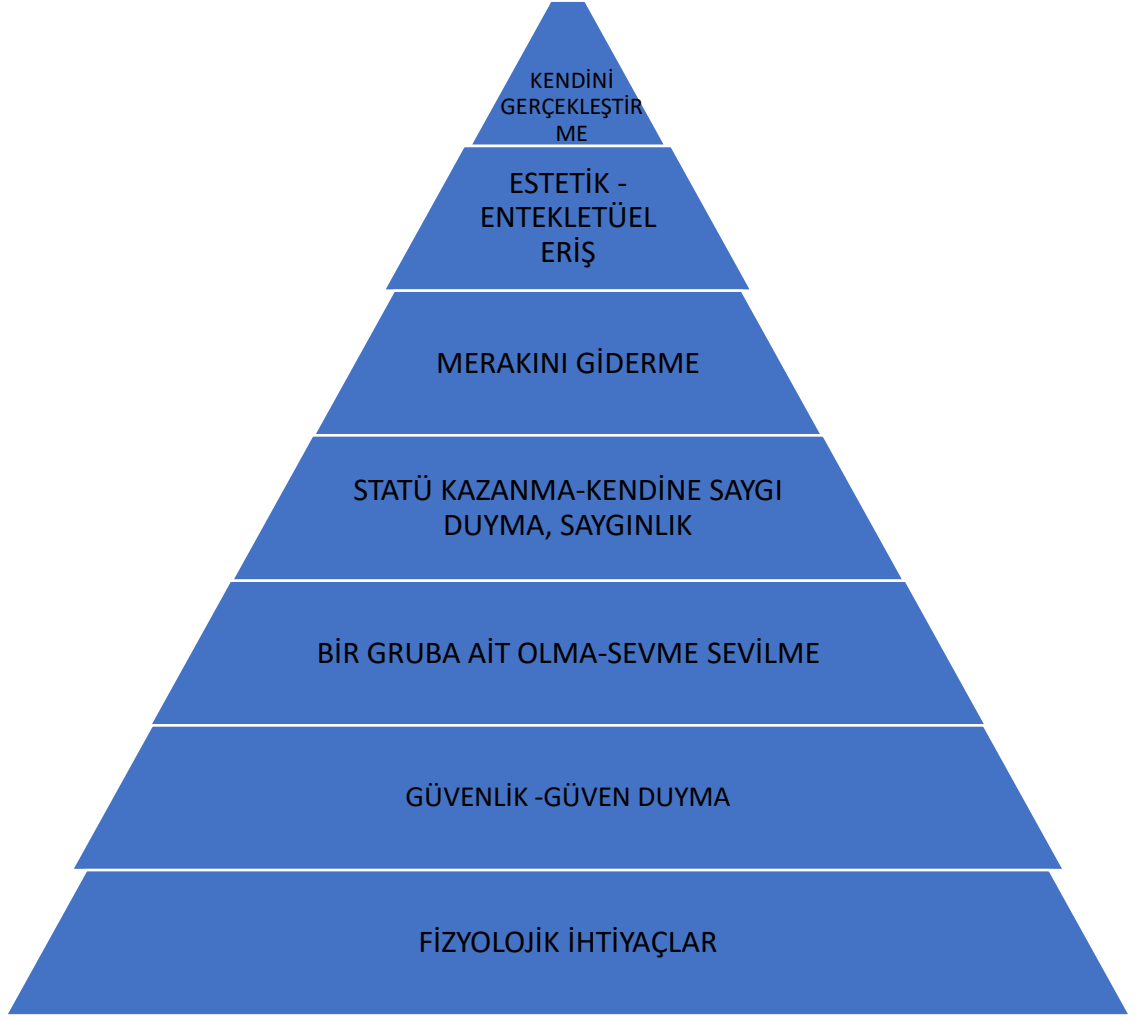 KENDİNİ
GERÇEKLEŞTİR
ME
ESTETİK -
ENTEKLETÜEL
ERİŞ
MERAKINI GİDERME
STATÜ KAZANMA-KENDİNE SAYGI
DUYMA, SAYGINLIK
BİR GRUBA AİT OLMA-SEVME SEVİLME
GÜVENLİK -GÜVEN DUYMA
FİZYOLOJİK İHTİYAÇLAR